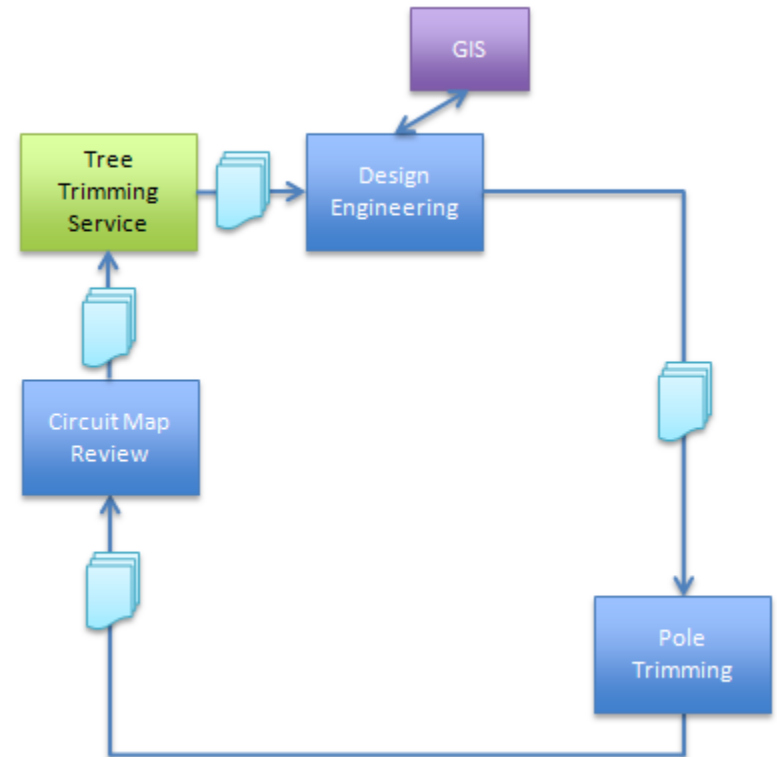 GIS
Tree
Trimming
Service
Design
Engineering
Circuit Map
Review
Pole
Trimming